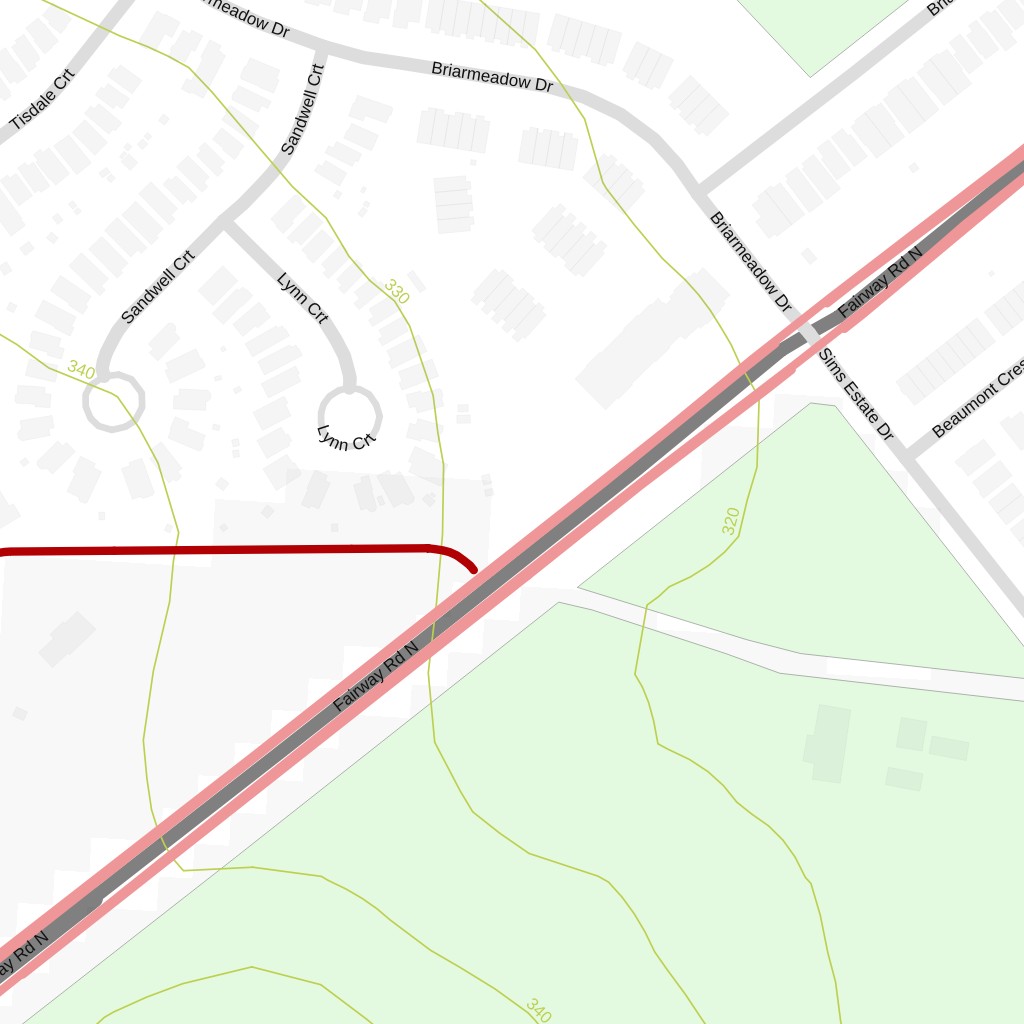 meadow Dr
Briarmeadow Dr
Tisdale Crt
Sandwell Crt
Briarmeadow Dr
Fairway Rd N
Sandwell Crt
Lynn Crt
330
Sims Estate Dr
Beaumont Cres
340
Lynn Crt
320
Fairway Rd N
ay Rd N
340